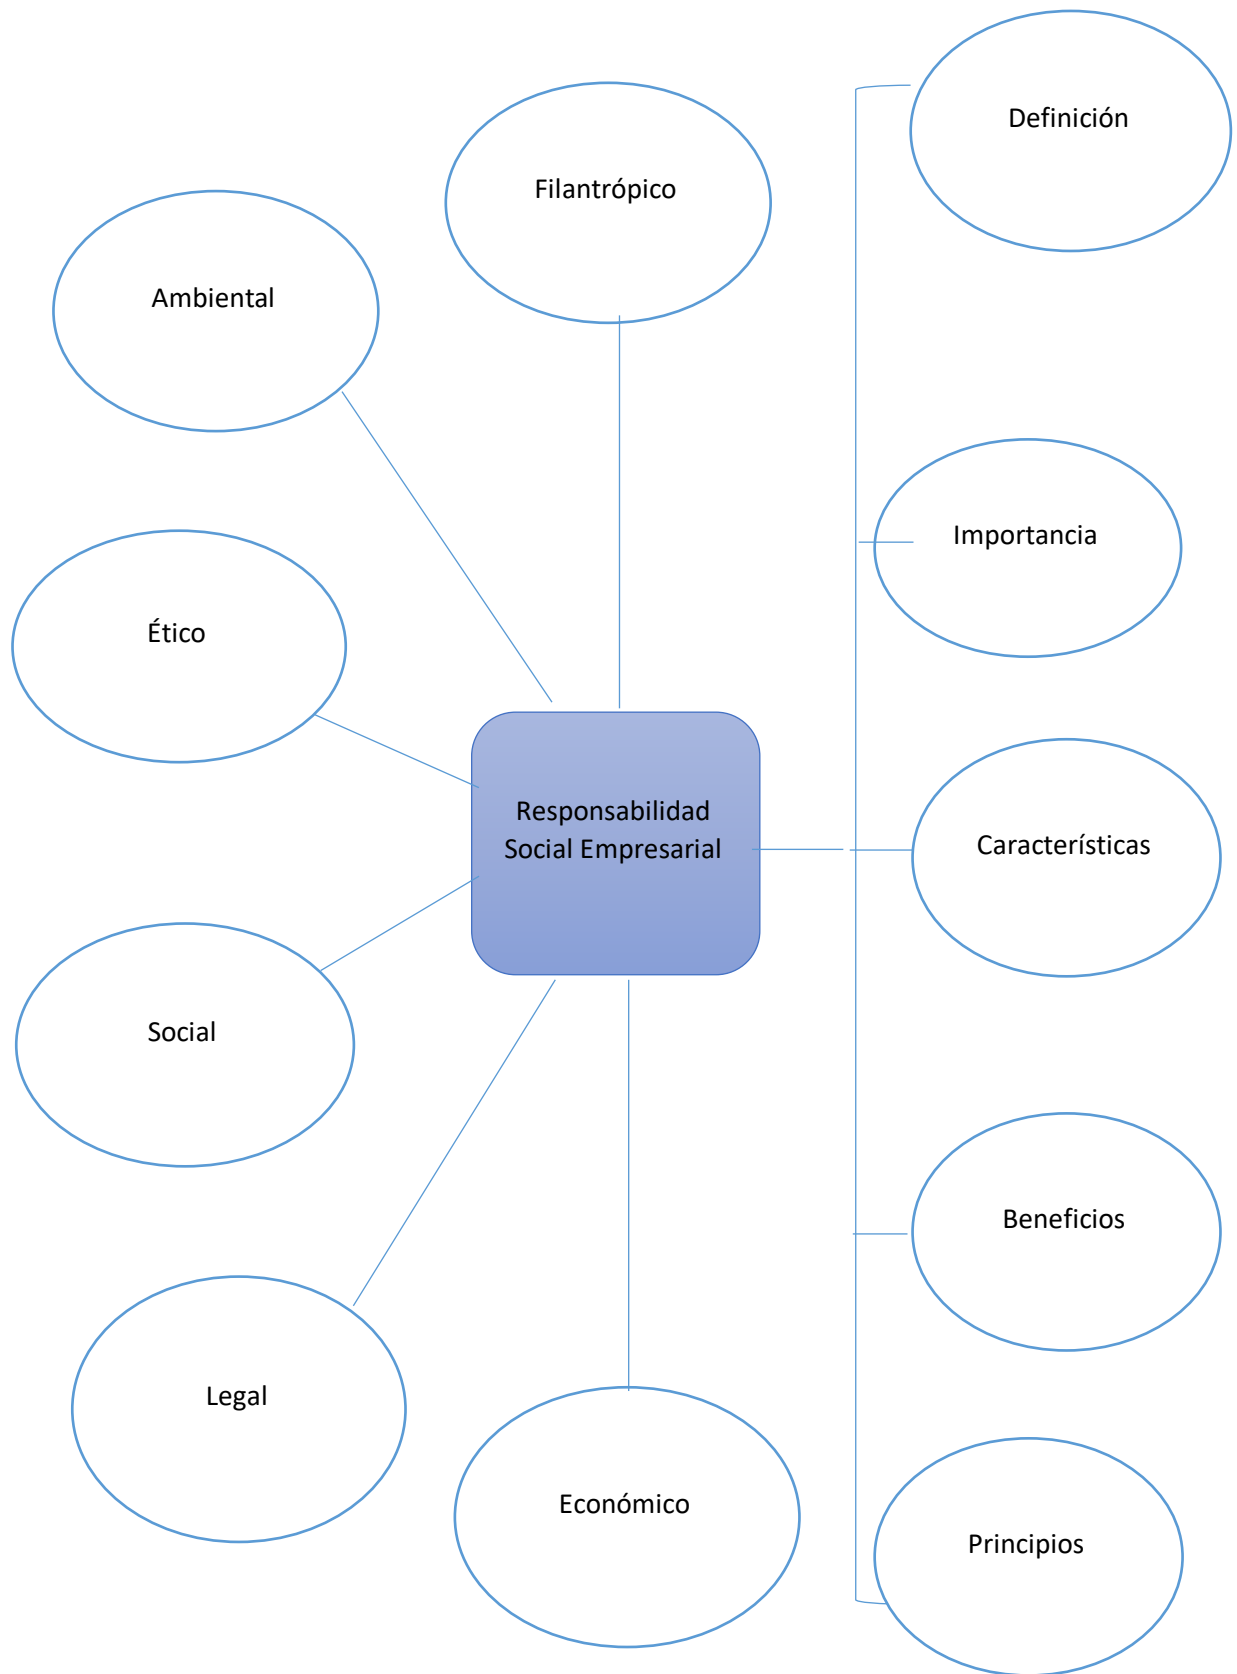 Definición
Filantrópico
Ambiental
Importancia
Ético
Responsabilidad
Social Empresarial
Características
Social
Beneficios
Legal
Económico
Principios